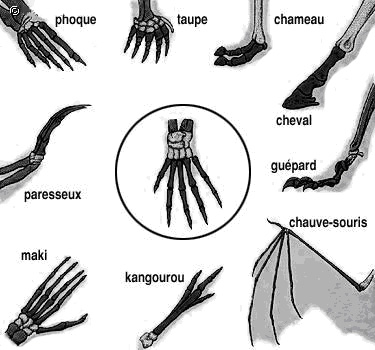 phoque
taupe
chameau
cheval
guépard
paresseux
chauve-souris
maki
kangourou